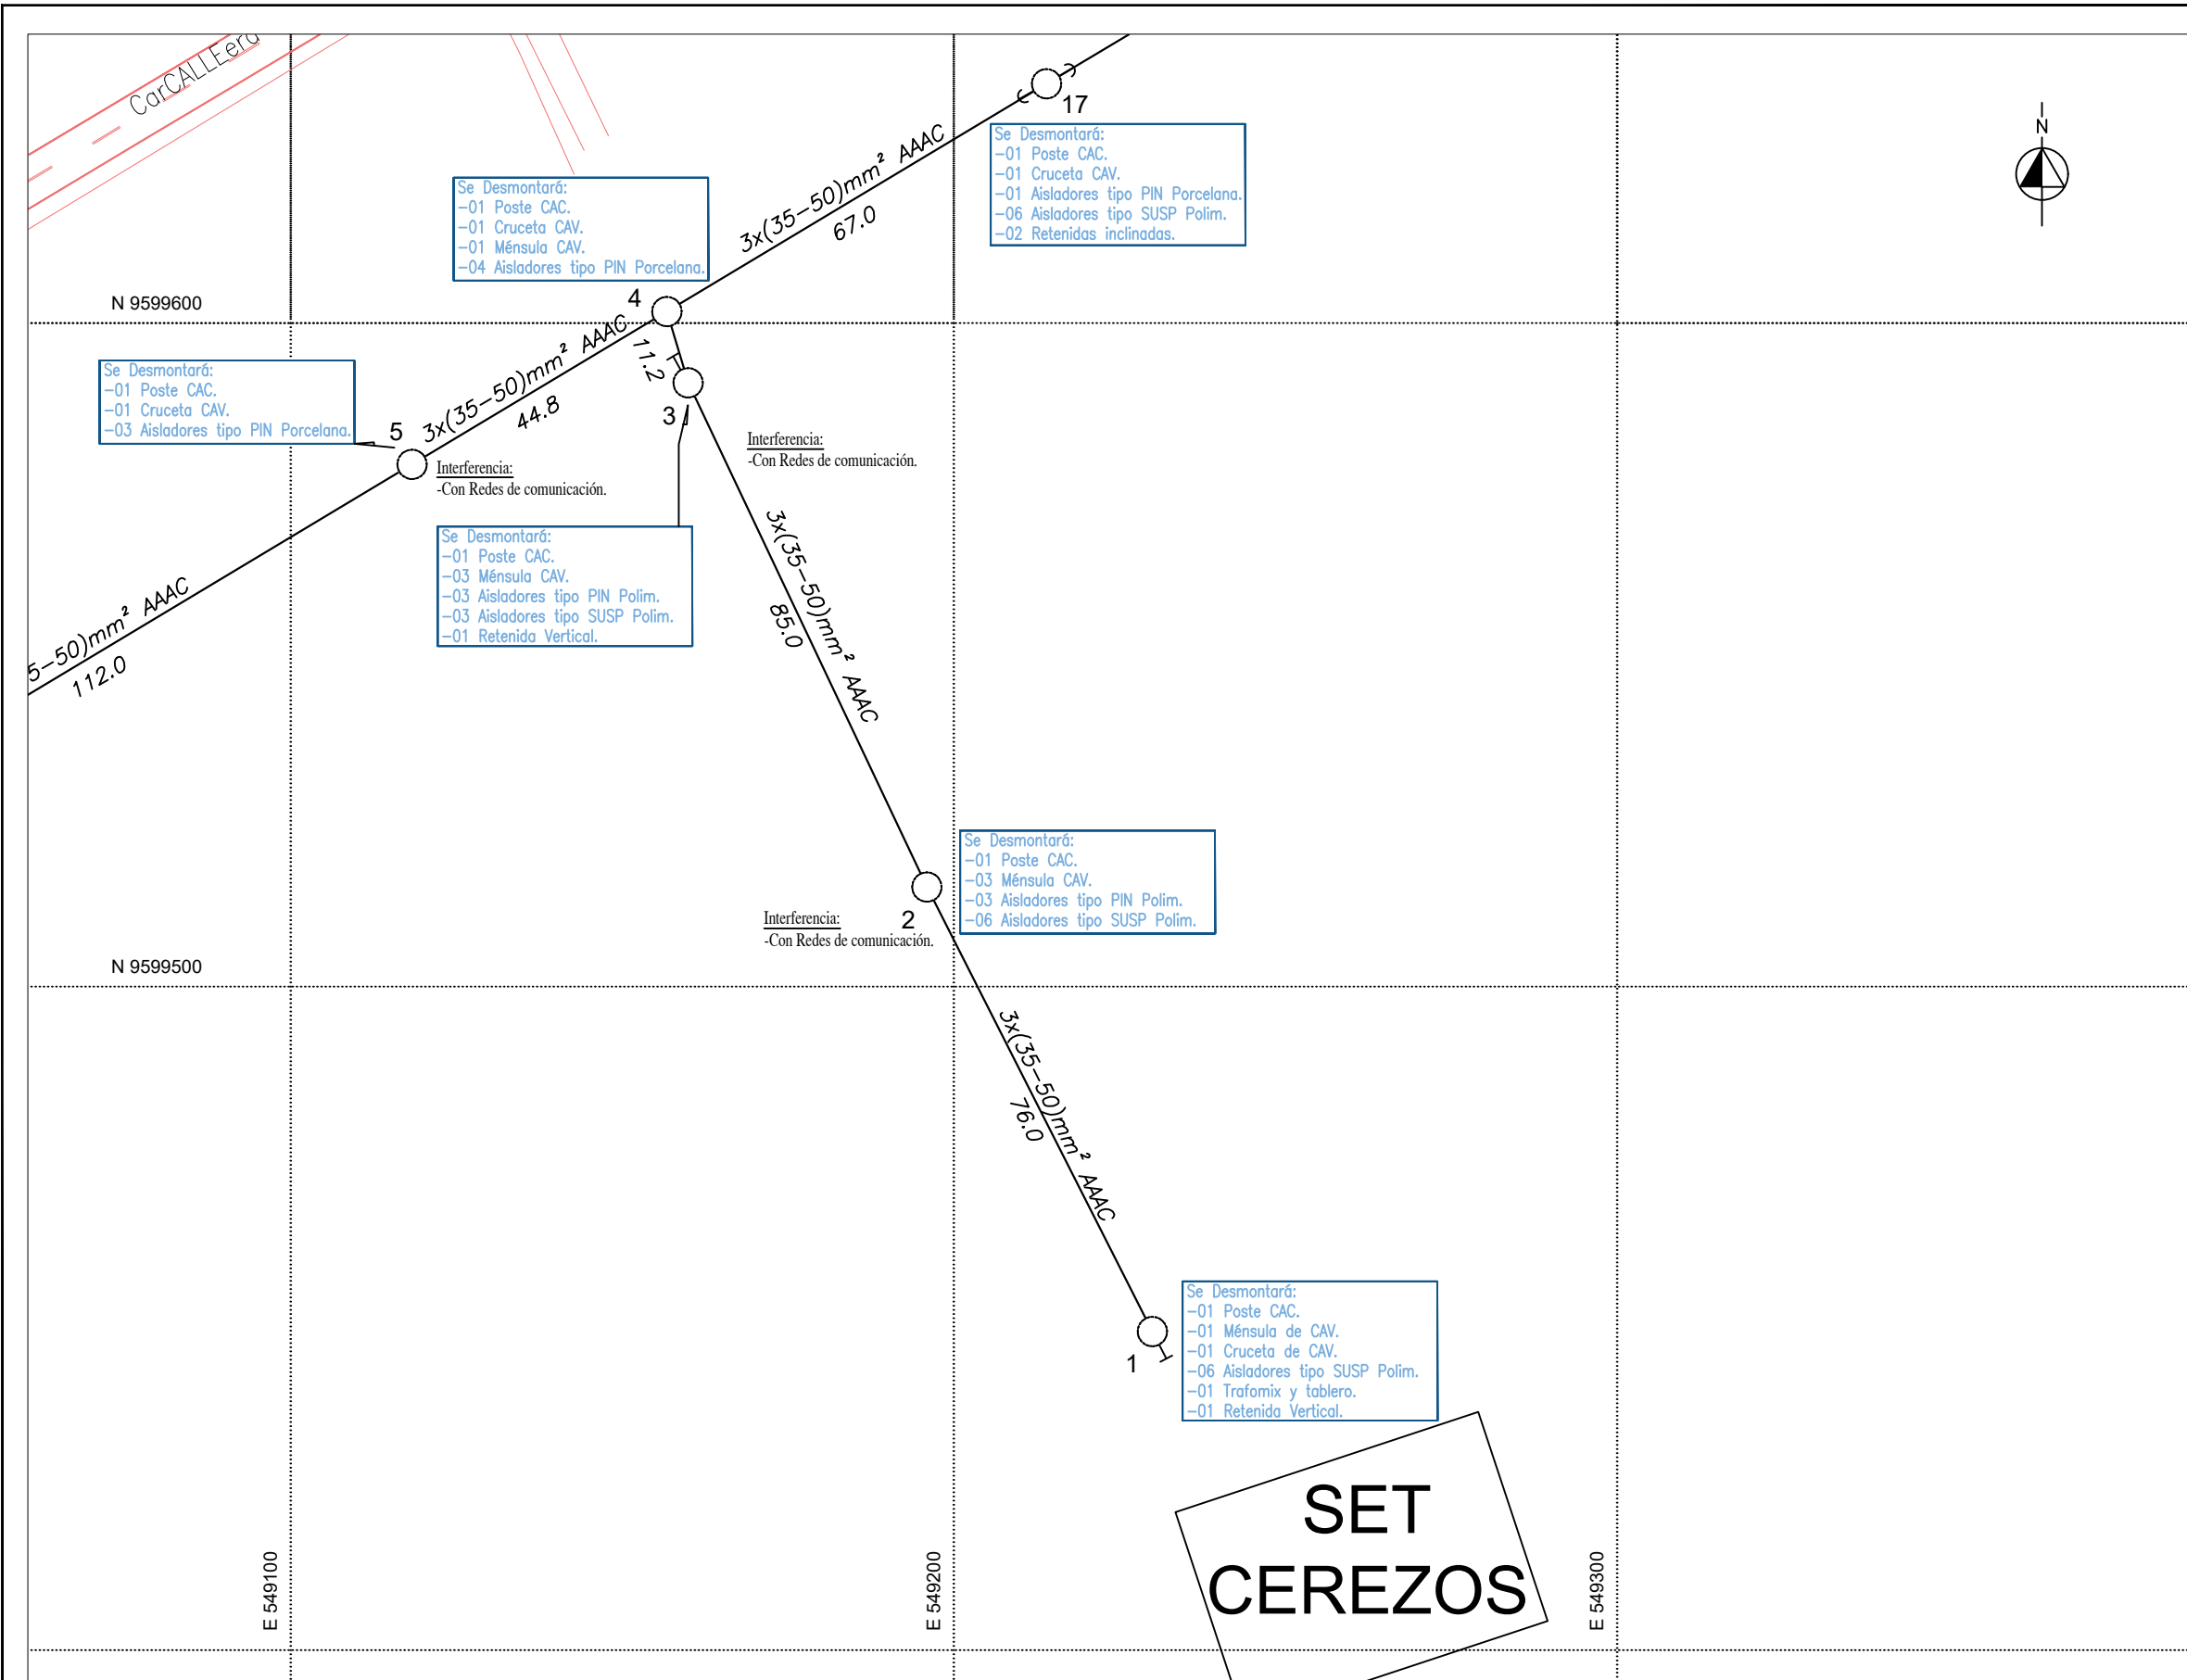 CarCALLEera
17
N
Se Desmontará:
-01 Poste CAC.
-01 Cruceta CAV.
-01 Aisladores tipo PIN Porcelana.
-06 Aisladores tipo SUSP Polim.
-02 Retenidas inclinadas.
3x(35-50)mm² AAAC
67.0
Se Desmontará:
-01 Poste CAC.
-01 Cruceta CAV.
-01 Ménsula CAV.
-04 Aisladores tipo PIN Porcelana.
4
N 9599600
3x(35-50)mm² AAAC
44.8
11.2
Se Desmontará:
-01 Poste CAC.
-01 Cruceta CAV.
-03 Aisladores tipo PIN Porcelana.
5
3
Interferencia:
-Con Redes de comunicación.
Interferencia:
-Con Redes de comunicación.
Se Desmontará:
-01 Poste CAC.
-03 Ménsula CAV.
-03 Aisladores tipo PIN Polim.
-03 Aisladores tipo SUSP Polim.
-01 Retenida Vertical.
3x(35-50)mm² AAAC
85.0
5-50)mm² AAAC
112.0
Se Desmontará:
-01 Poste CAC.
-03 Ménsula CAV.
-03 Aisladores tipo PIN Polim.
-06 Aisladores tipo SUSP Polim.
2
Interferencia:
-Con Redes de comunicación.
N 9599500
3x(35-50)mm² AAAC
76.0
1
Se Desmontará:
-01 Poste CAC.
-01 Ménsula de CAV.
-01 Cruceta de CAV.
-06 Aisladores tipo SUSP Polim.
-01 Trafomix y tablero.
-01 Retenida Vertical.
SET
CEREZOS
E 549100
E 549200
E 549300